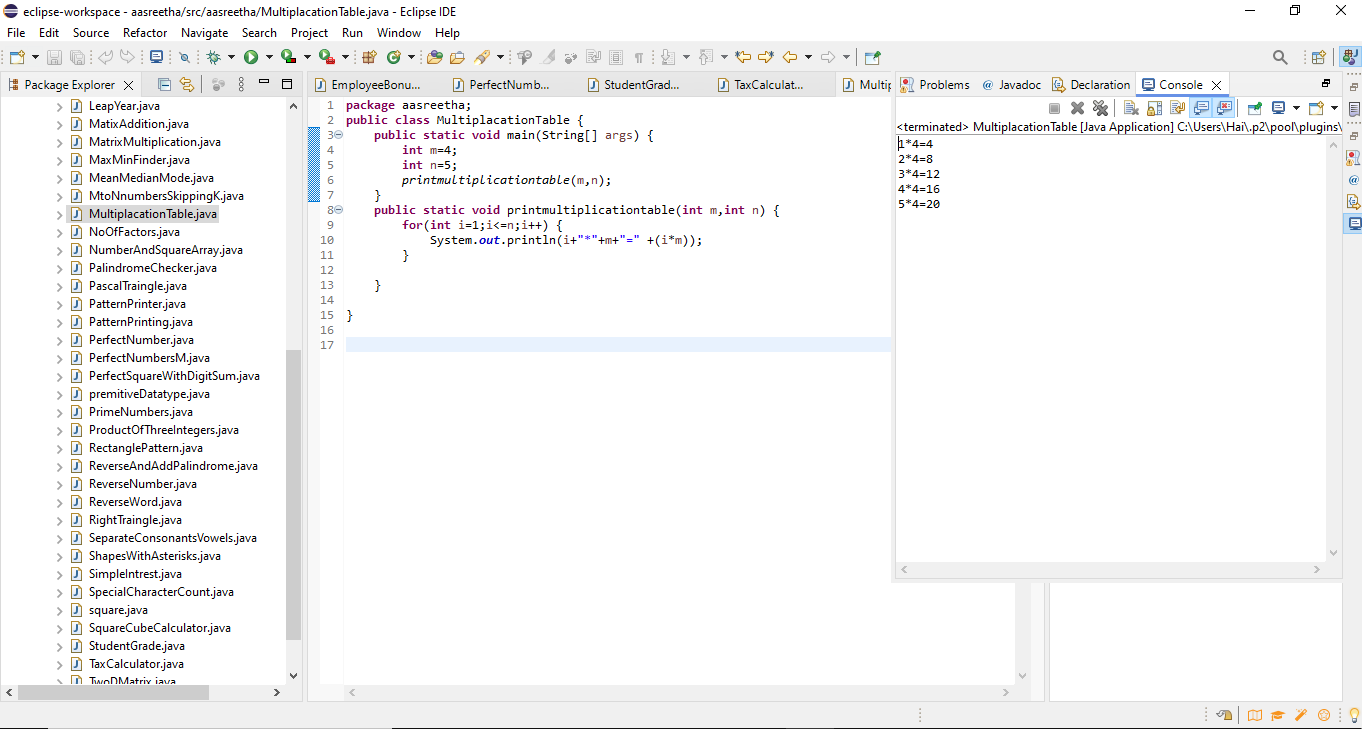 eclipse-workspace - aasreetha/src/aasreetha/MultiplacationTable.java - Eclipse IDE
File Edit Source Refactor Navigate Search Project Run Window Help
Package Explorer
LeapYear.java
MatixAddition.java
MatrixMultiplication.java
MaxMinFinder.java
MeanMedianMode.java
MtoNnumbersSkippingK.java
MultiplacationTable.java
NoOfFactors.java
NumberAndSquareArray.java
PalindromeChecker.java
PascalTraingle.java
PatternPrinter.java
PatternPrinting.java
PerfectNumber.java
PerfectNumbersM.java
PerfectSquareWithDigitSum.java
premitiveDatatype.java
PrimeNumbers.java
ProductOfThreeIntegers.java
RectanglePattern.java
ReverseAndAddPalindrome.java
ReverseNumber.java
ReverseWord.java
RightTraingle.java
SeparateConsonantsVowels.java
ShapesWithAsterisks.java
SimpleIntrest.java
SpecialCharacterCount.java
square.java
SquareCubeCalculator.java
StudentGrade.java
TaxCalculator.java
TwoDMatrix.java
EmployeeBonu... PerfectNumb... StudentGrad... TaxCalculat... Multip
1 package aasreetha;
2 public class MultiplacationTable {
3 public static void main(String[] args) {
4 int m=4;
5 int n=5;
6 printmultiplicationtable(m,n);
7 }
8 public static void printmultiplicationtable(int m,int n) {
9 for(int i=1;i<=n;i++) {
10 System.out.println(i+"*"+m+"=" +(i*m));
11 }
12
13 }
14
15 }
16
17
Problems @ Javadoc Declaration Console
<terminated> MultiplacationTable [Java Application] C:\Users\Hai\.p2\pool\plugins\
1*4=4
2*4=8
3*4=12
4*4=16
5*4=20